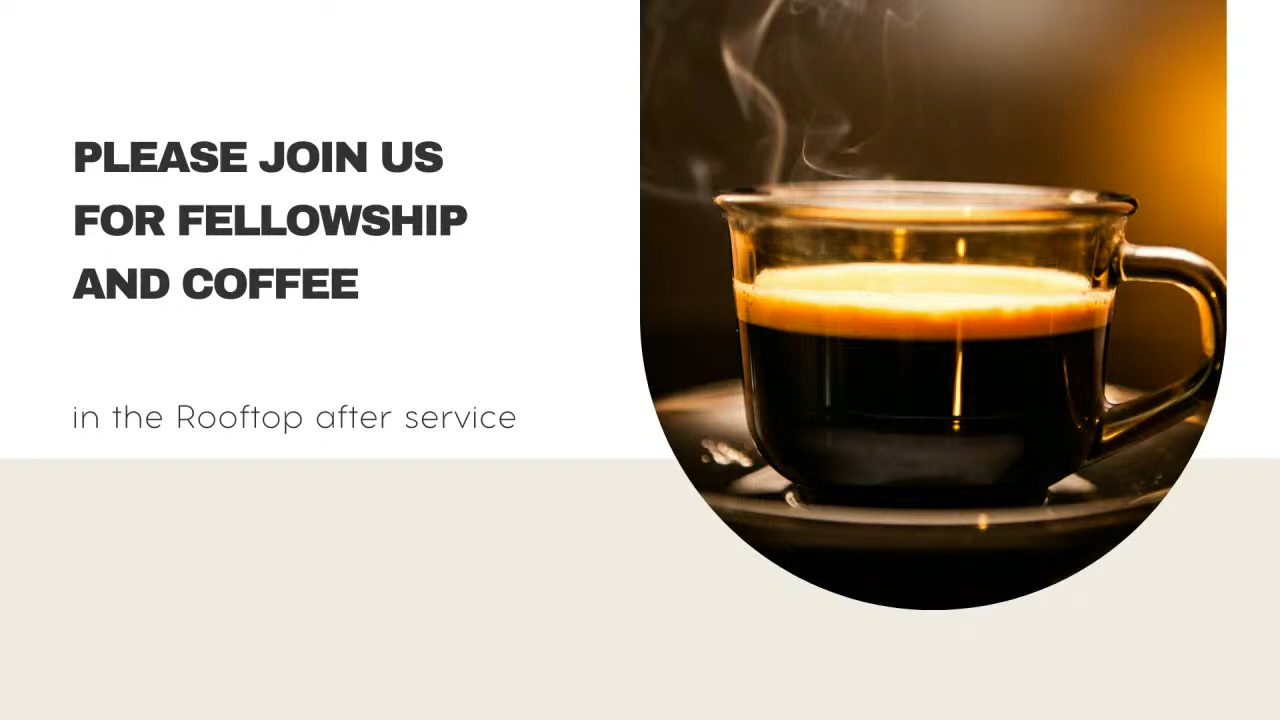 PLEASE JOIN US
FOR FELLOWSHIP
AND COFFEE
in the Rooftop after service